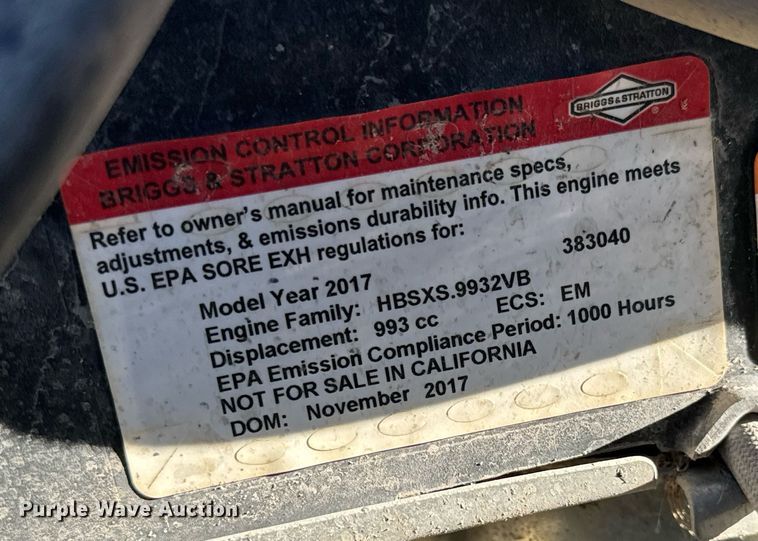 EMISSION CONTROL INFORMATION
BRIGGS & STRATTON CORPORATION
BRIGGS & STRATTON
®
Refer to owner's manual for maintenance specs,
adjustments, & emissions durability info. This engine meets
U.S. EPA SORE EXH regulations for:
383040
Model Year 2017
Engine Family: HBSXS.9932VB
Displacement: 993 cc ECS: EM
EPA Emission Compliance Period: 1000 Hours
NOT FOR SALE IN CALIFORNIA
DOM: November 2017
Purple Wave Auction